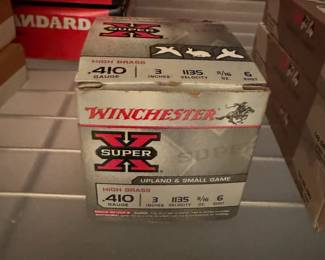 ANDARD
SUPER
X
HIGH BRASS
.410 3 1135 11/16 6
GAUGE INCHES VELOCITY OZ. SHOT
WINCHESTER
SUPER
X
UPLAND & SMALL GAME
HIGH BRASS
.410 3 1135 11/16 6
GAUGE INCHES VELOCITY OZ. SHOT